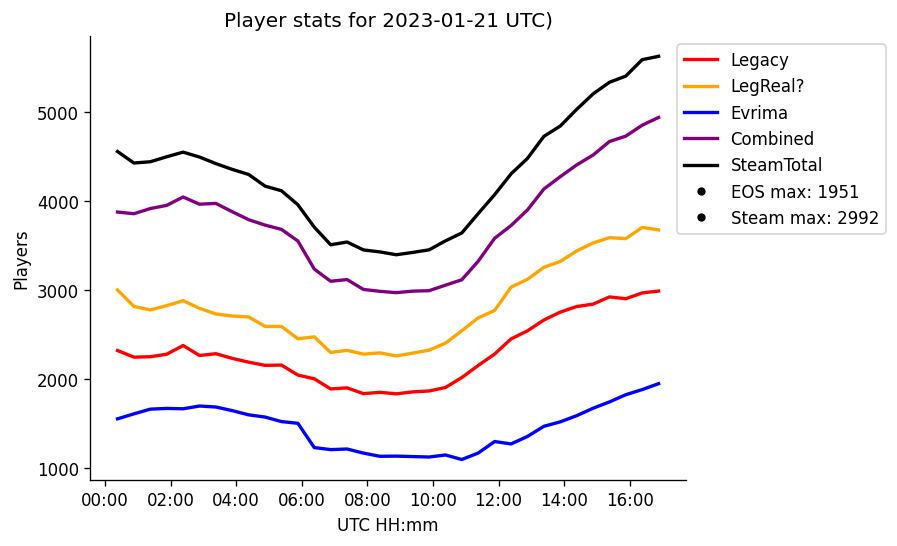 Player stats for 2023-01-21 UTC)
Legacy
LegReal?
Evrima
Combined
SteamTotal
EOS max: 1951
Steam max: 2992
Players
5000
4000
3000
2000
1000
00:00 02:00 04:00 06:00 08:00 10:00 12:00 14:00 16:00
UTC HH:mm